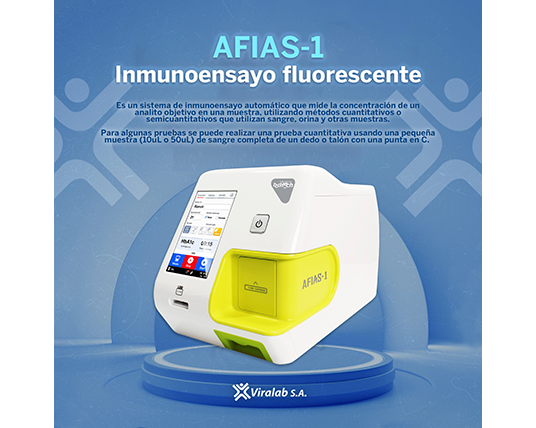 AFIAS-1
Inmunoensayo fluorescente
Es un sistema de inmunoensayo automático que mide la concentración de un
analito objetivo en una muestra, utilizando métodos cuantitativos o
semicuantitativos que utilizan sangre, orina y otras muestras.
Para algunas pruebas se puede realizar una prueba cuantitativa usando una pequeña
muestra (10uL o 50uL) de sangre completa de un dedo o talón con una punta en C.
boditech
HbA1c
AFIAS-1
Viralab S.A.